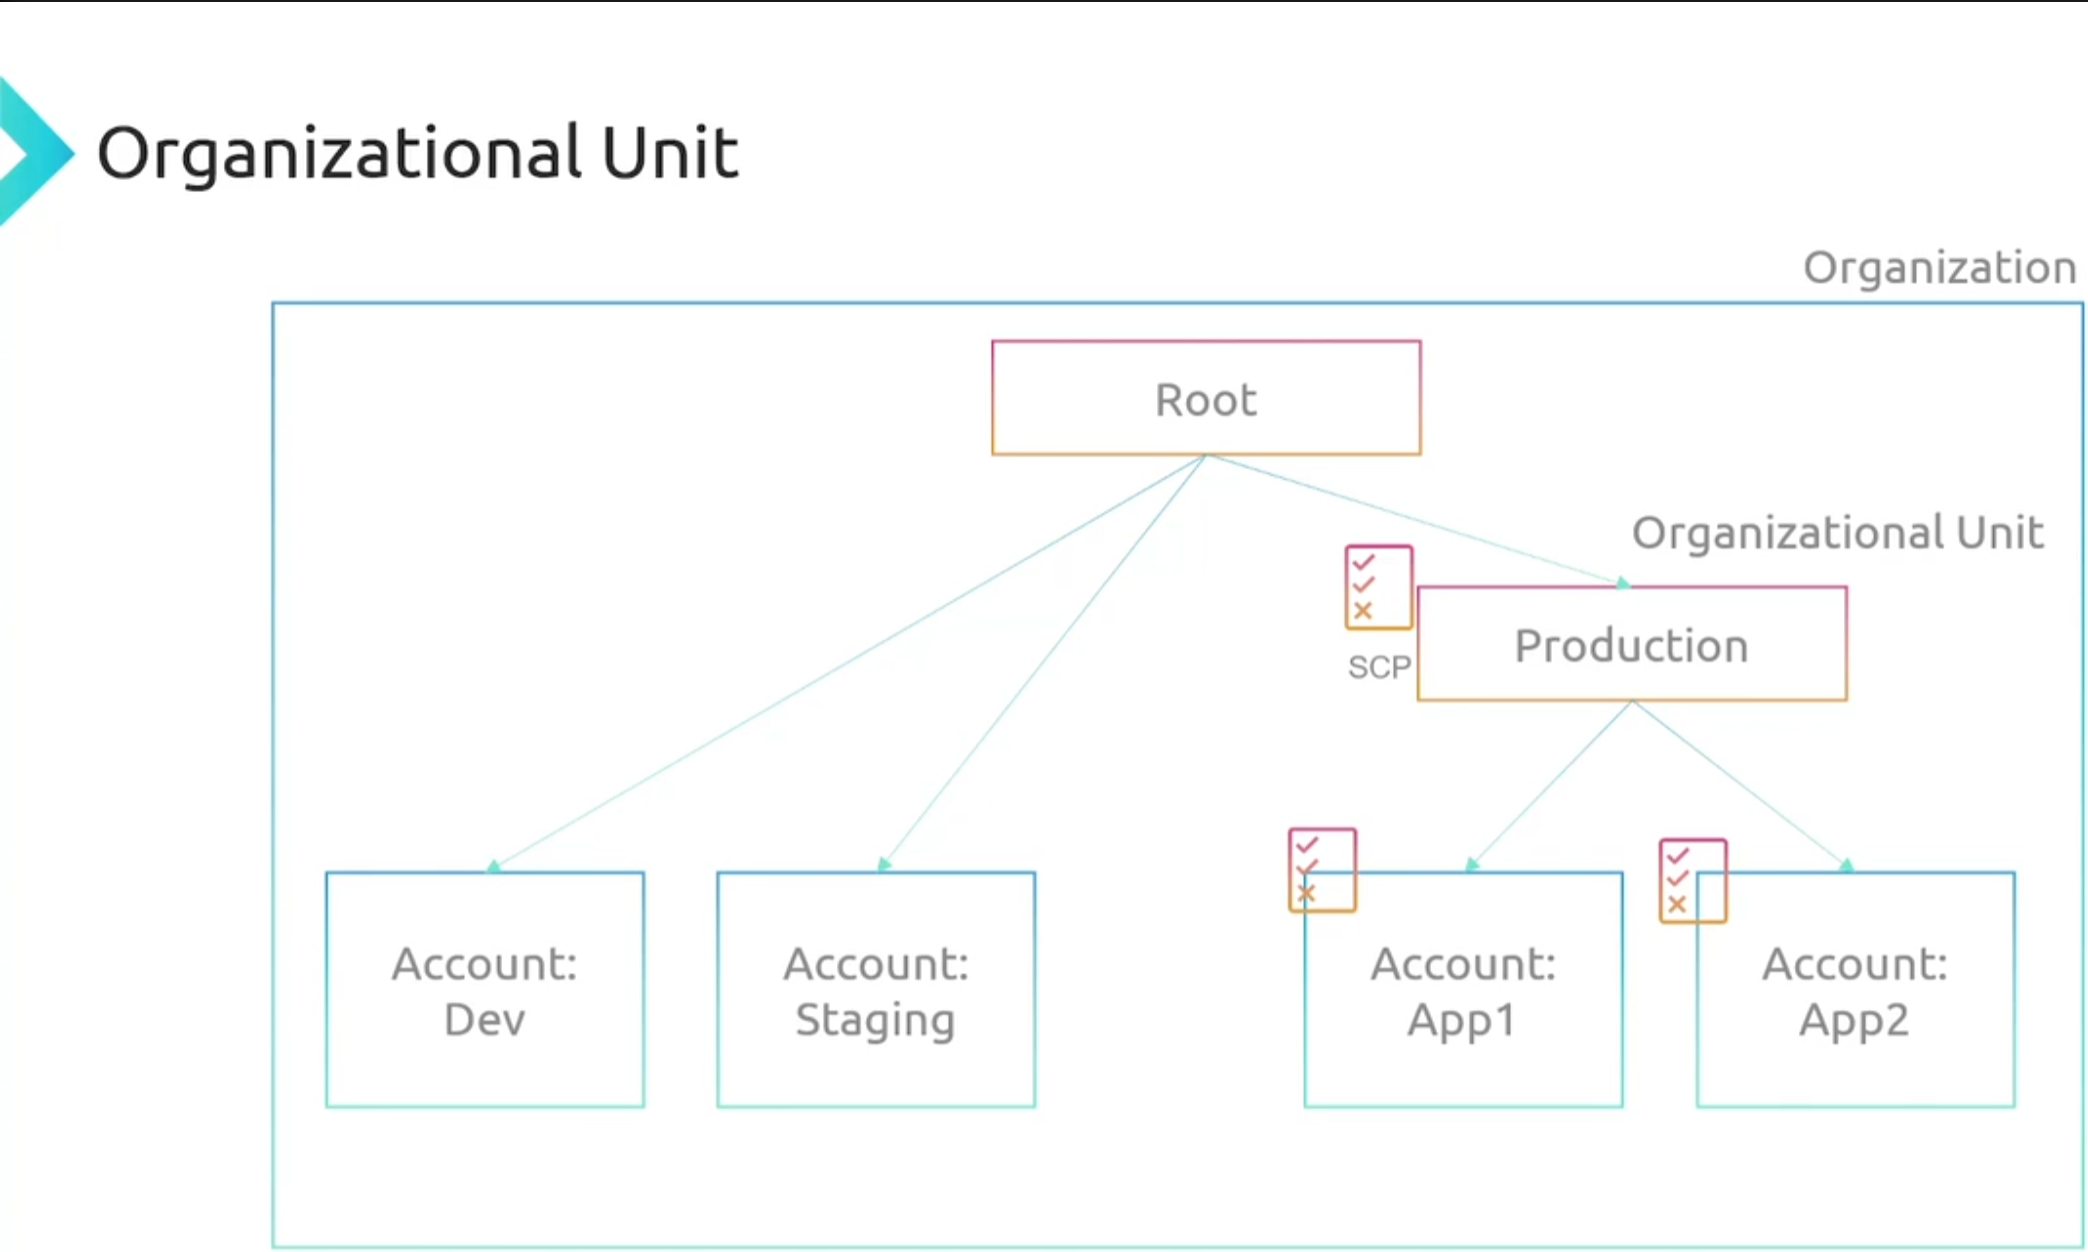 Organizational Unit
Organization
Root
Organizational Unit
SCP
Production
Account:
Dev
Account:
Staging
Account:
App1
Account:
App2